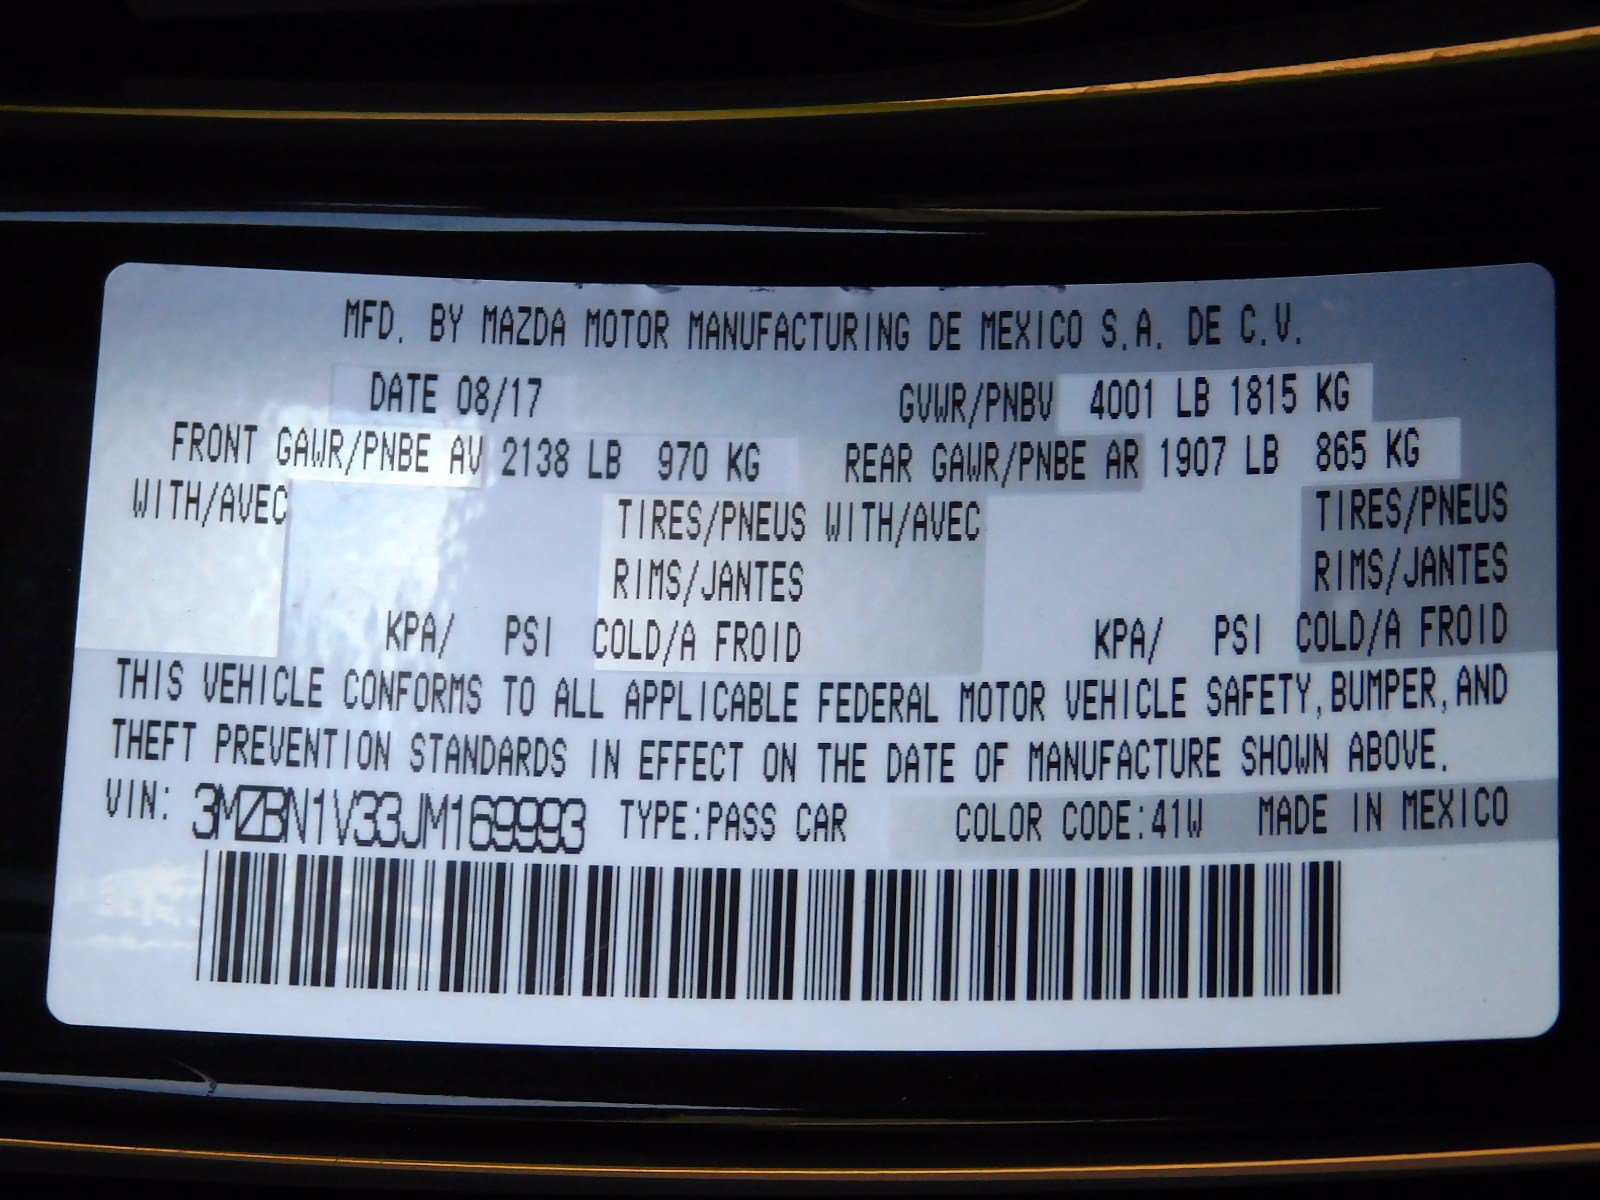 MFD. BY MAZDA MOTOR MANUFACTURING DE MEXICO S.A. DE C.V.
DATE 08/17 GVWR/PNBV 4001 LB 1815 KG
FRONT GAWR/PNBE AV 2138 LB 970 KG REAR GAWR/PNBE AR 1907 LB 865 KG
WITH/AVEC TIRES/PNEUS WITH/AVEC TIRES/PNEUS
RIMS/JANTES RIMS/JANTES
KPA/ PSI COLD/A FROID KPA/ PSI COLD/A FROID
THIS VEHICLE CONFORMS TO ALL APPLICABLE FEDERAL MOTOR VEHICLE SAFETY, BUMPER, AND
THEFT PREVENTION STANDARDS IN EFFECT ON THE DATE OF MANUFACTURE SHOWN ABOVE.
VIN: 3MZBN1V33JM169993 TYPE:PASS CAR COLOR CODE:41W MADE IN MEXICO